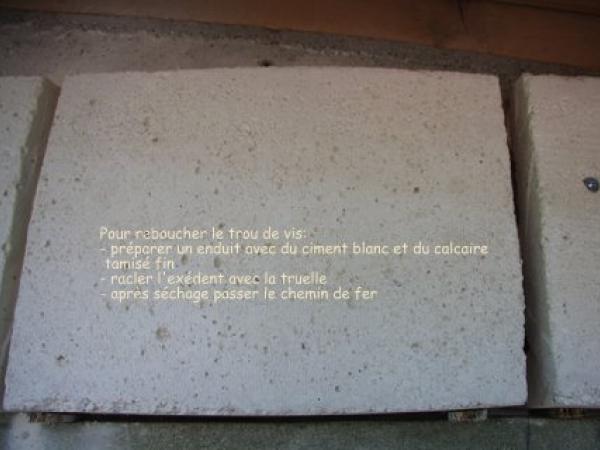 Pour reboucher le trou de vis:
- préparer un enduit avec du ciment blanc et du calcaire
tamisé fin
- racler l'exédent avec la truelle
- après séchage passer le chemin de fer